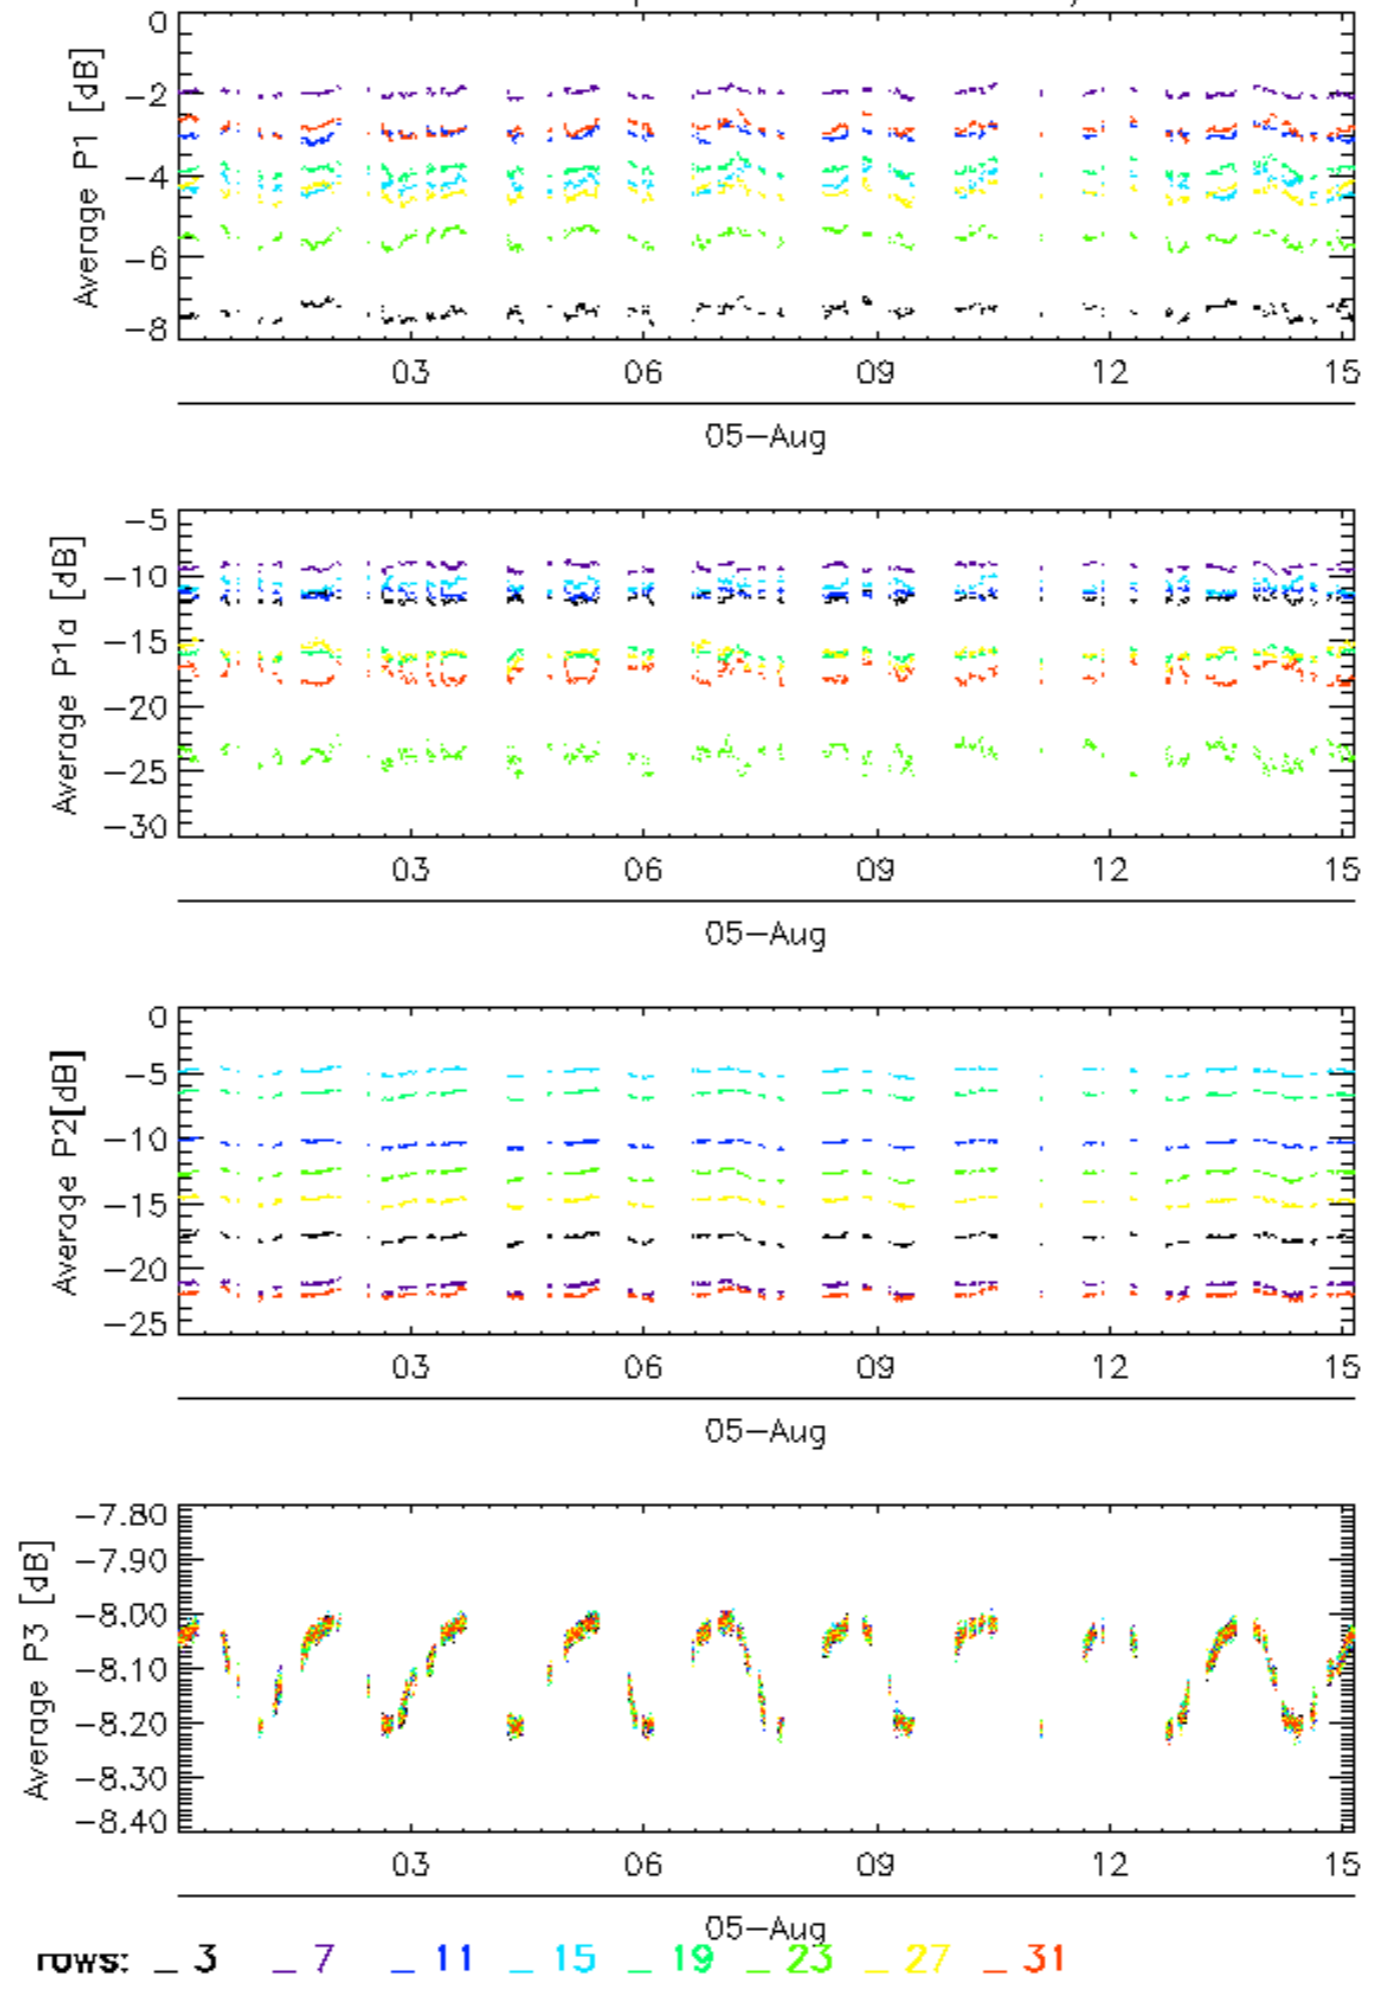 Average P1 [dB]
0
−2
−4
−6
−8
03 06 09 12 15
05−Aug
Average P1a [dB]
−5
−10
−15
−20
−25
−30
03 06 09 12 15
05−Aug
Average P2[dB]
0
−5
−10
−15
−20
−25
03 06 09 12 15
05−Aug
Average P3 [dB]
−7.80
−7.90
−8.00
−8.10
−8.20
−8.30
−8.40
03 06 09 12 15
05−Aug
rows: _ 3 _ 7 _ 11 _ 15 _ 19 _ 23 _ 27 _ 31